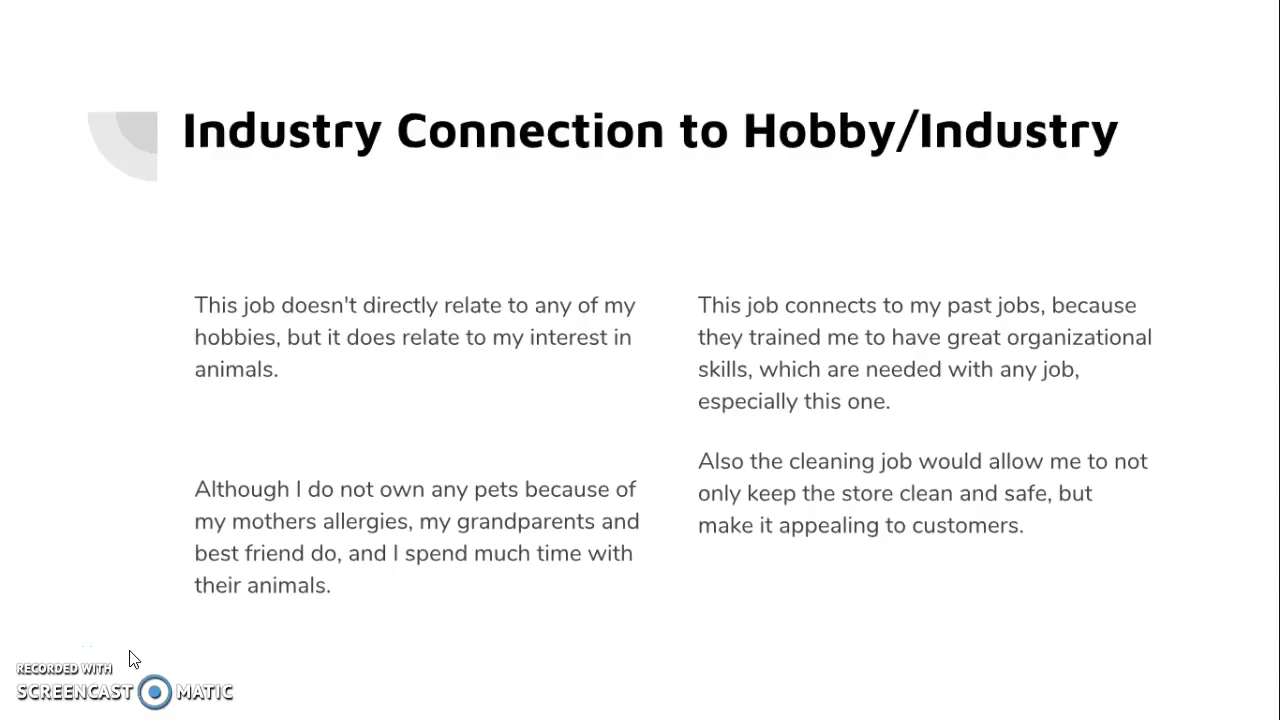 Industry Connection to Hobby/Industry
This job doesn't directly relate to any of my
hobbies, but it does relate to my interest in
animals.
Although I do not own any pets because of
my mothers allergies, my grandparents and
best friend do, and I spend much time with
their animals.
This job connects to my past jobs, because
they trained me to have great organizational
skills, which are needed with any job,
especially this one.
Also the cleaning job would allow me to not
only keep the store clean and safe, but
make it appealing to customers.
RECORDED WITH
SCREENCAST MATIC